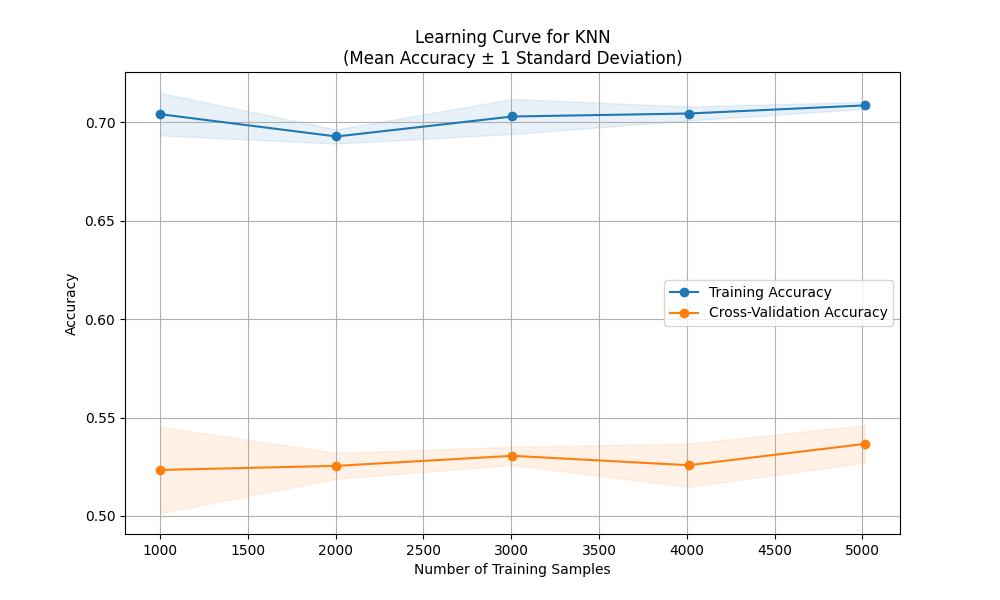 Learning Curve for KNN
(Mean Accuracy ± 1 Standard Deviation)
Accuracy
0.70
0.65
0.60
0.55
0.50
Training Accuracy
Cross-Validation Accuracy
1000 1500 2000 2500 3000 3500 4000 4500 5000
Number of Training Samples